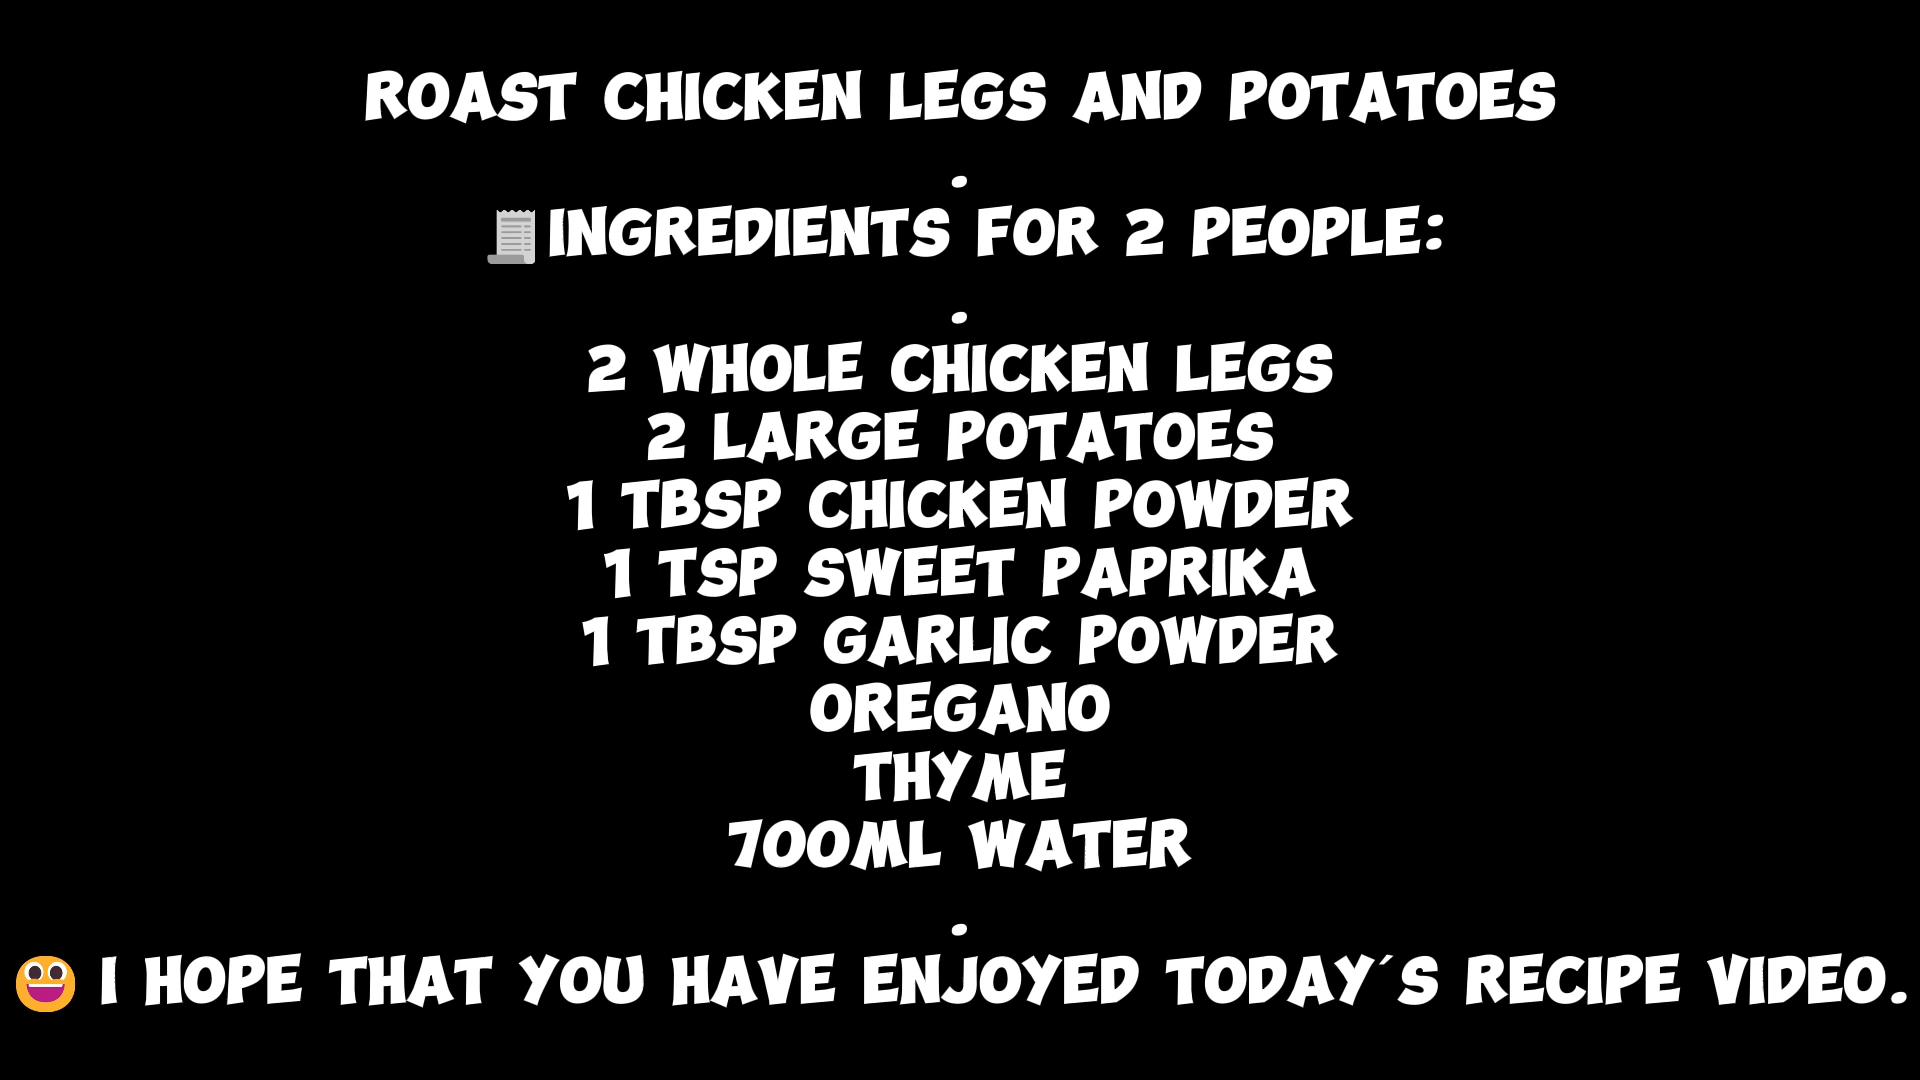 ROAST CHICKEN LEGS AND POTATOES
.
🧾INGREDIENTS FOR 2 PEOPLE:
.
2 WHOLE CHICKEN LEGS
2 LARGE POTATOES
1 TBSP CHICKEN POWDER
1 TSP SWEET PAPRIKA
1 TBSP GARLIC POWDER
OREGANO
THYME
700ML WATER
.
😀 I HOPE THAT YOU HAVE ENJOYED TODAY´S RECIPE VIDEO.